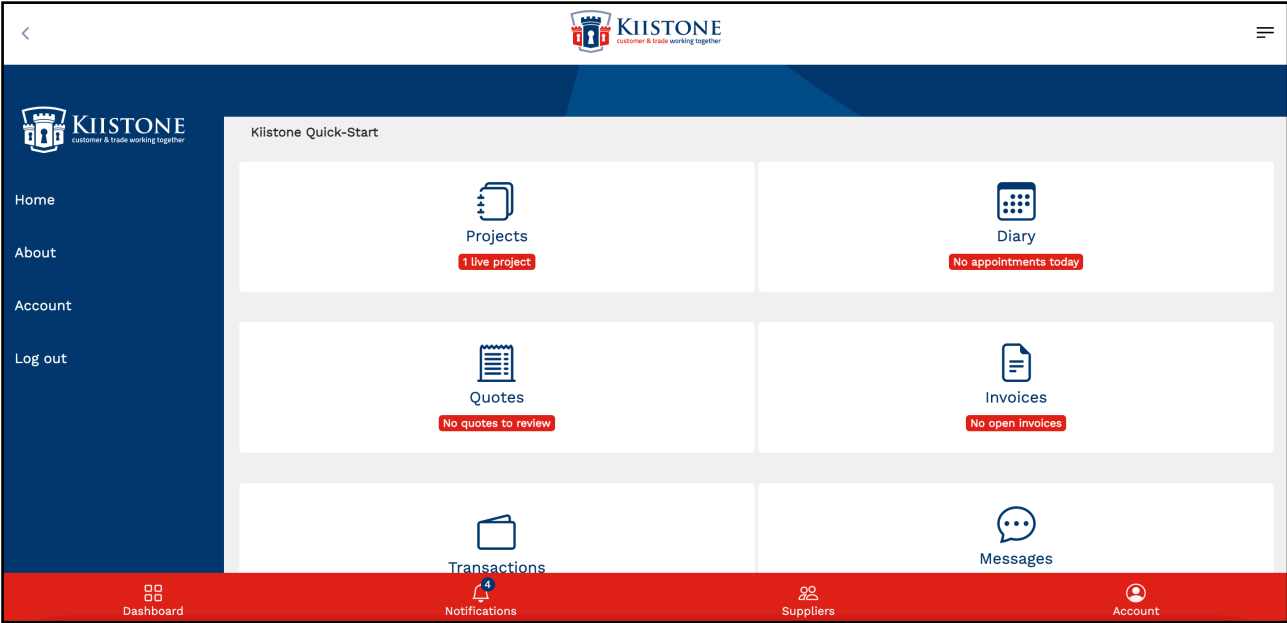 KIISTONE
customer & trade working together
KIISTONE
customer & trade working together
Home
About
Account
Log out
Kiistone Quick-Start
Projects
1 live project
Diary
No appointments today
Quotes
No quotes to review
Invoices
No open invoices
Transactions
Messages
Dashboard
4
Notifications
Suppliers
Account